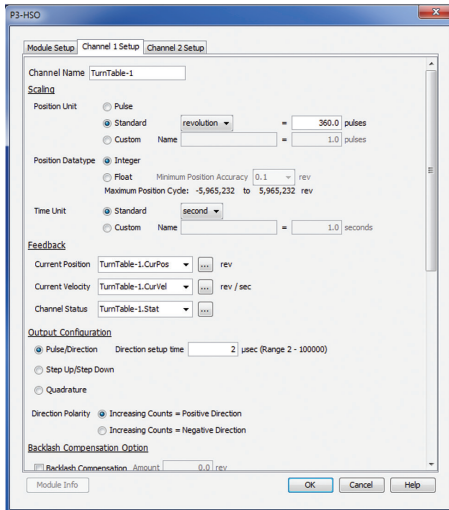 P3-HSO
Module Setup Channel 1 Setup Channel 2 Setup
Channel Name TurnTable-1
Scaling
Position Unit Pulse
Standard revolution = 360.0 pulses
Custom Name = 1.0 pulses
Position Datatype Integer
Float Minimum Position Accuracy 0.1 rev
Maximum Position Cycle: -5,965,232 to 5,965,232 rev
Time Unit Standard second
Custom Name = 1.0 seconds
Feedback
Current Position TurnTable-1.CurPos ... rev
Current Velocity TurnTable-1.CurVel ... rev / sec
Channel Status TurnTable-1.Stat ...
Output Configuration
Pulse/Direction Direction setup time 2 μsec (Range 2 - 100000)
Step Up/Step Down
Quadrature
Direction Polarity Increasing Counts = Positive Direction
Increasing Counts = Negative Direction
Backlash Compensation Option
Backlash Compensation Amount 0.0 rev
Module Info OK Cancel Help